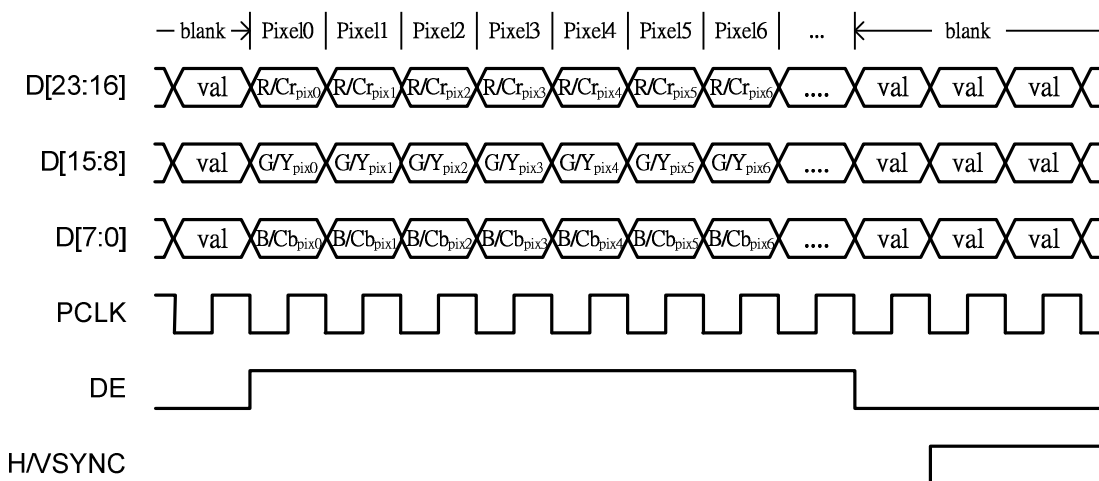 blank Pixel0 Pixel1 Pixel2 Pixel3 Pixel4 Pixel5 Pixel6 ... blank
D[23:16] val R/Crpix0 R/Crpix1 R/Crpix2 R/Crpix3 R/Crpix4 R/Crpix5 R/Crpix6 .... val val val
D[15:8] val G/Ypix0 G/Ypix1 G/Ypix2 G/Ypix3 G/Ypix4 G/Ypix5 G/Ypix6 .... val val val
D[7:0] val B/Cbpix0 B/Cbpix1 B/Cbpix2 B/Cbpix3 B/Cbpix4 B/Cbpix5 B/Cbpix6 .... val val val
PCLK
DE
H/VSYNC